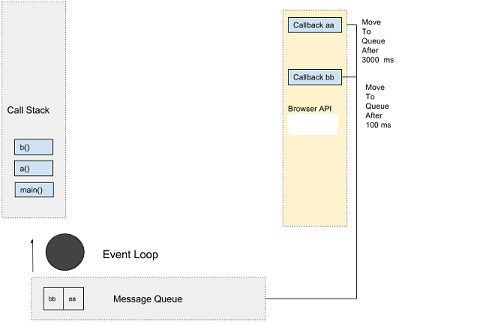 Callback aa
Move
To
Queue
After
3000 ms
Callback bb
Move
To
Queue
After
100 ms
Browser API
Call Stack
b()
a()
main()
Event Loop
bb aa
Message Queue